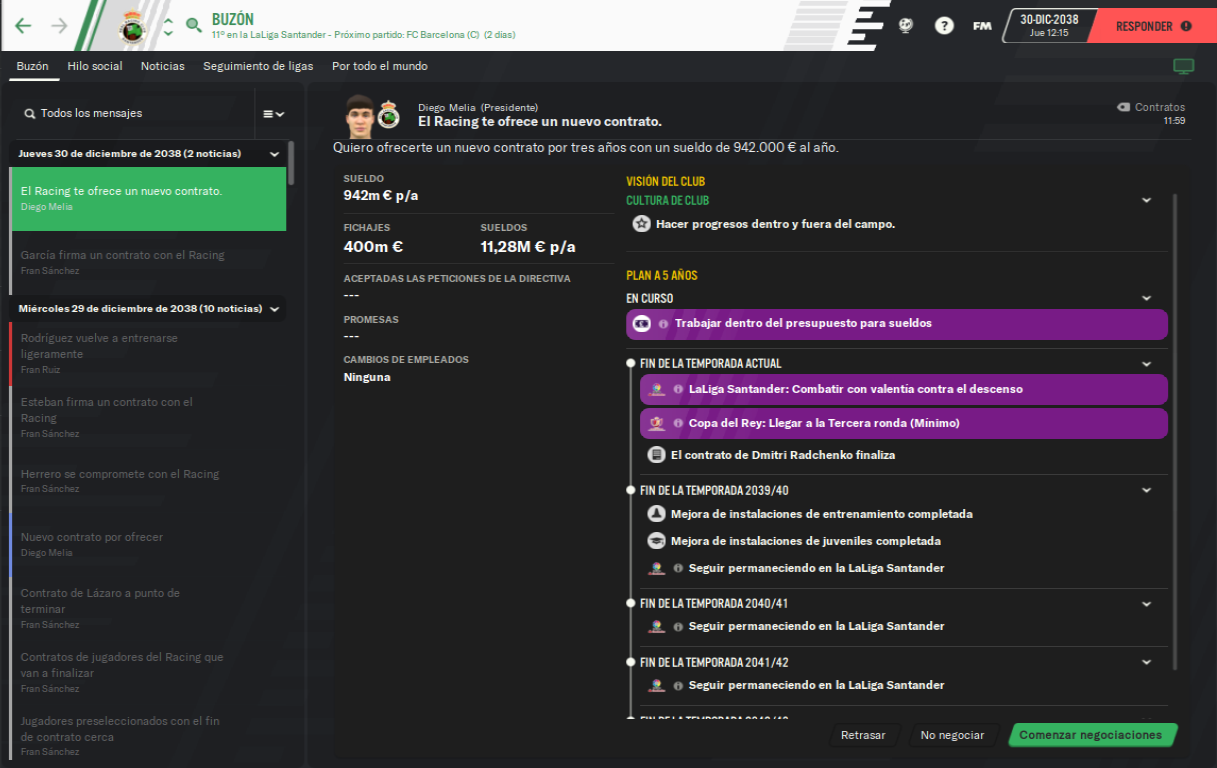 BUZÓN
11º en la LaLiga Santander - Próximo partido: FC Barcelona (C) (2 días)
FM
30-DIC-2038
Jue 12:15
RESPONDER
Buzón
Hilo social
Noticias
Seguimiento de ligas
Por todo el mundo
Todos los mensajes
Jueves 30 de diciembre de 2038 (2 noticias)
El Racing te ofrece un nuevo contrato.
Diego Melia
García firma un contrato con el Racing
Fran Sánchez
Miércoles 29 de diciembre de 2038 (10 noticias)
Rodríguez vuelve a entrenarse
ligeramente
Fran Ruiz
Esteban firma un contrato con el
Racing
Fran Sánchez
Herrero se compromete con el Racing
Fran Sánchez
Nuevo contrato por ofrecer
Diego Melia
Contrato de Lázaro a punto de
terminar
Fran Sánchez
Contratos de jugadores del Racing que
van a finalizar
Fran Sánchez
Jugadores preseleccionados con el fin
de contrato cerca
Fran Sánchez
Diego Melia (Presidente)
El Racing te ofrece un nuevo contrato.
Contratos
11:59
Quiero ofrecerte un nuevo contrato por tres años con un sueldo de 942.000 € al año.
SUELDO
942m € p/a
FICHAJES
400m €
SUELDOS
11,28M € p/a
ACEPTADAS LAS PETICIONES DE LA DIRECTIVA
---
PROMESAS
---
CAMBIOS DE EMPLEADOS
Ninguna
VISIÓN DEL CLUB
CULTURA DE CLUB
Hacer progresos dentro y fuera del campo.
PLAN A 5 AÑOS
EN CURSO
Trabajar dentro del presupuesto para sueldos
FIN DE LA TEMPORADA ACTUAL
LaLiga Santander: Combatir con valentía contra el descenso
Copa del Rey: Llegar a la Tercera ronda (Mínimo)
El contrato de Dmitri Radchenko finaliza
FIN DE LA TEMPORADA 2039/40
Mejora de instalaciones de entrenamiento completada
Mejora de instalaciones de juveniles completada
Seguir permaneciendo en la LaLiga Santander
FIN DE LA TEMPORADA 2040/41
Seguir permaneciendo en la LaLiga Santander
FIN DE LA TEMPORADA 2041/42
Seguir permaneciendo en la LaLiga Santander
Retrasar
No negociar
Comenzar negociaciones